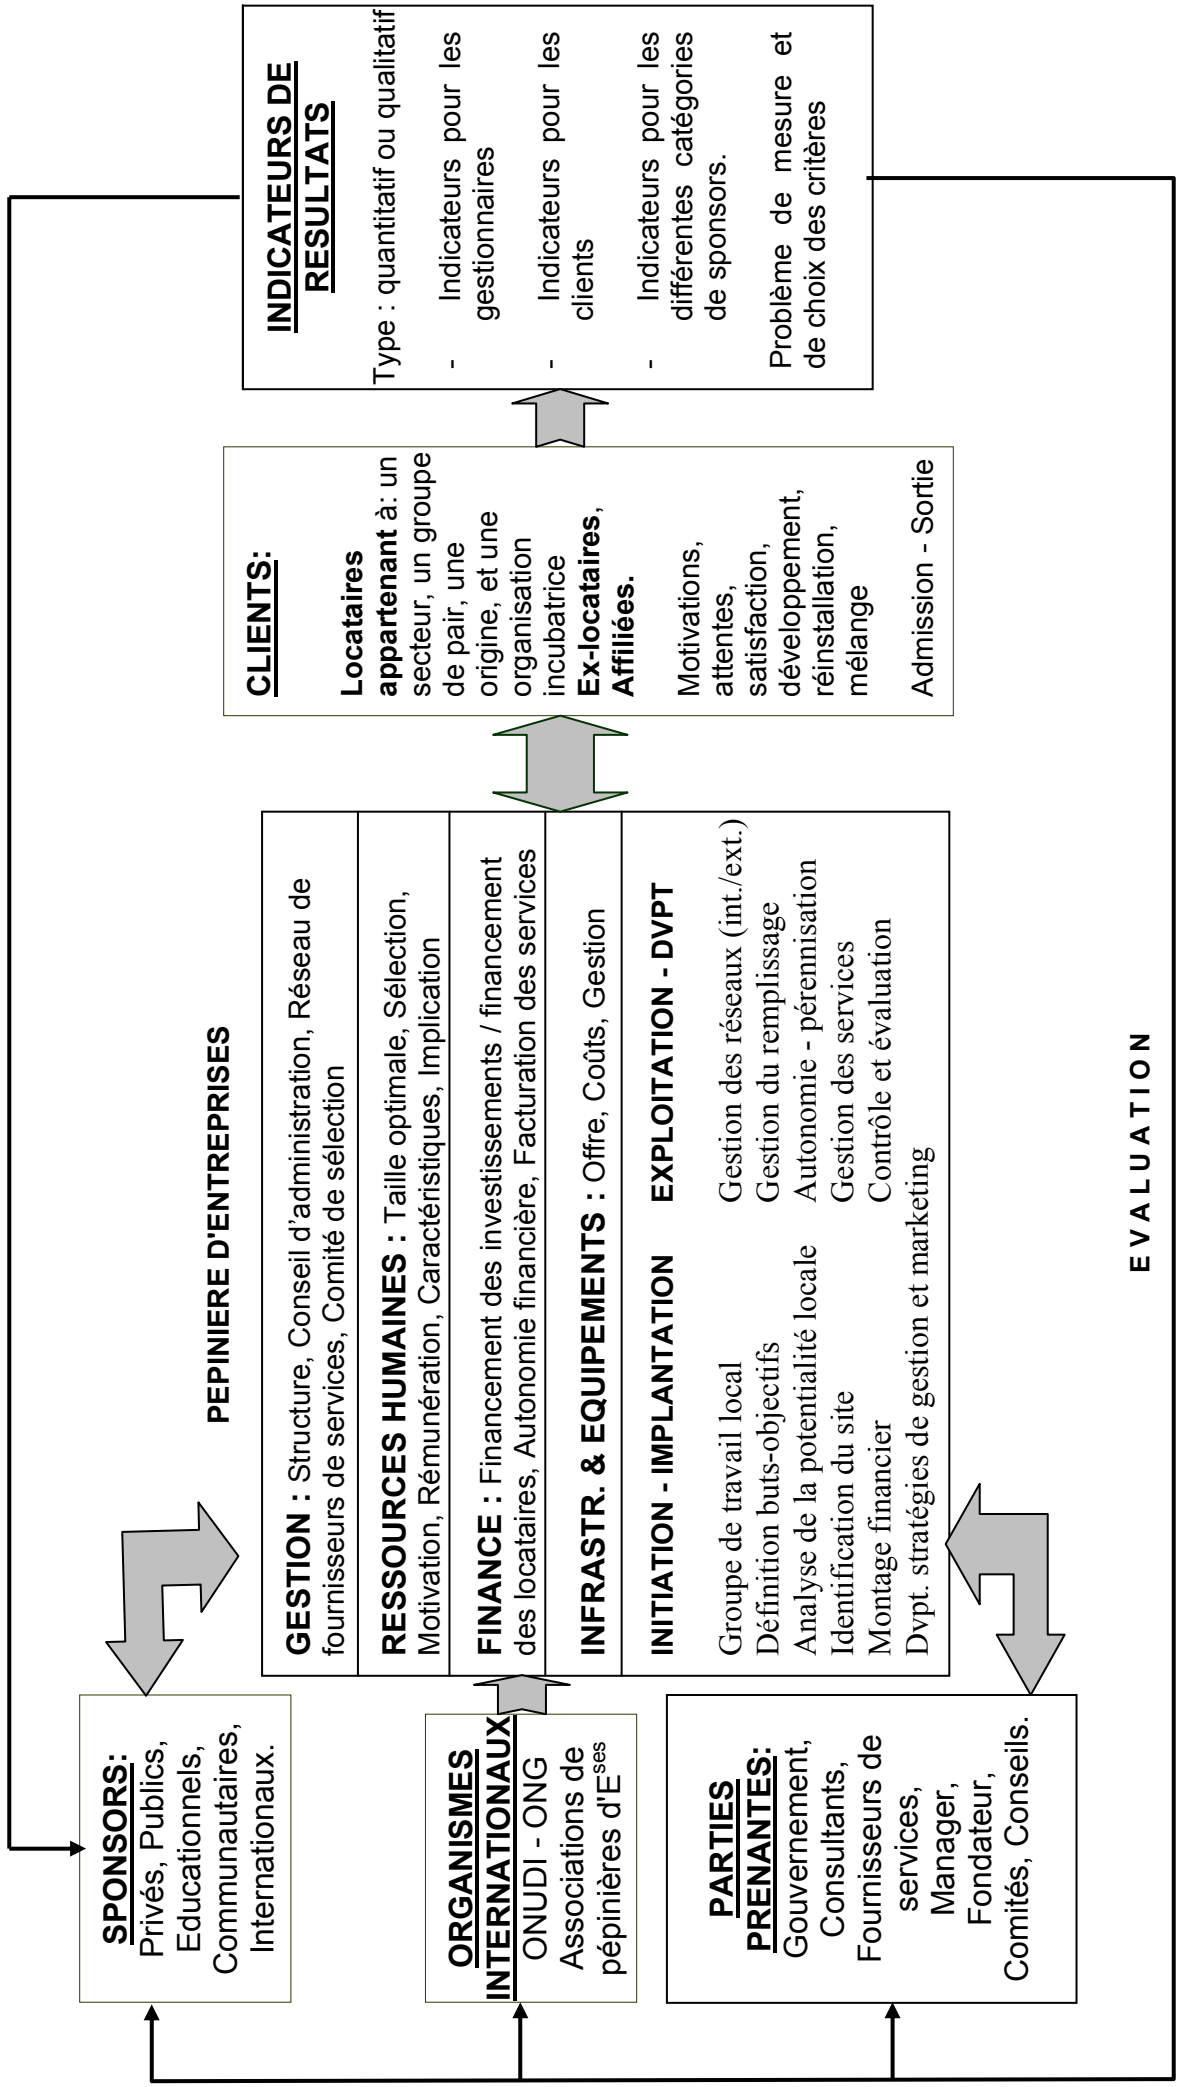 PEPINIERE D'ENTREPRISES
SPONSORS:
Privés, Publics,
Educationnels,
Communautaires,
Internationaux.
ORGANISMES
INTERNATIONAUX
ONUDI - ONG
Associations de
pépinières d'Eses
PARTIES
PRENANTES:
Gouvernement,
Consultants,
Fournisseurs de
services,
Manager,
Fondateur,
Comités, Conseils.
GESTION : Structure, Conseil d'administration, Réseau de
fournisseurs de services, Comité de sélection
RESSOURCES HUMAINES : Taille optimale, Sélection,
Motivation, Rémunération, Caractéristiques, Implication
FINANCE : Financement des investissements / financement
des locataires, Autonomie financière, Facturation des services
INFRASTR. & EQUIPEMENTS : Offre, Coûts, Gestion
INITIATION - IMPLANTATION
Groupe de travail local
Définition buts-objectifs
Analyse de la potentialité locale
Identification du site
Montage financier
Dvpt. stratégies de gestion et marketing
EXPLOITATION - DVPT
Gestion des réseaux (int./ext.)
Gestion du remplissage
Autonomie - pérennisation
Gestion des services
Contrôle et évaluation
CLIENTS:
Locataires
appartenant à: un
secteur, un groupe
de pair, une
origine, et une
organisation
incubatrice
Ex-locataires,
Affiliées.
Motivations,
attentes,
satisfaction,
développement,
réinstallation,
mélange
Admission - Sortie
INDICATEURS DE
RESULTATS
Type : quantitatif ou qualitatif
- Indicateurs pour les
gestionnaires
- Indicateurs pour les
clients
- Indicateurs pour les
différentes catégories
de sponsors.
Problème de mesure et
de choix des critères
E V A L U A T I O N